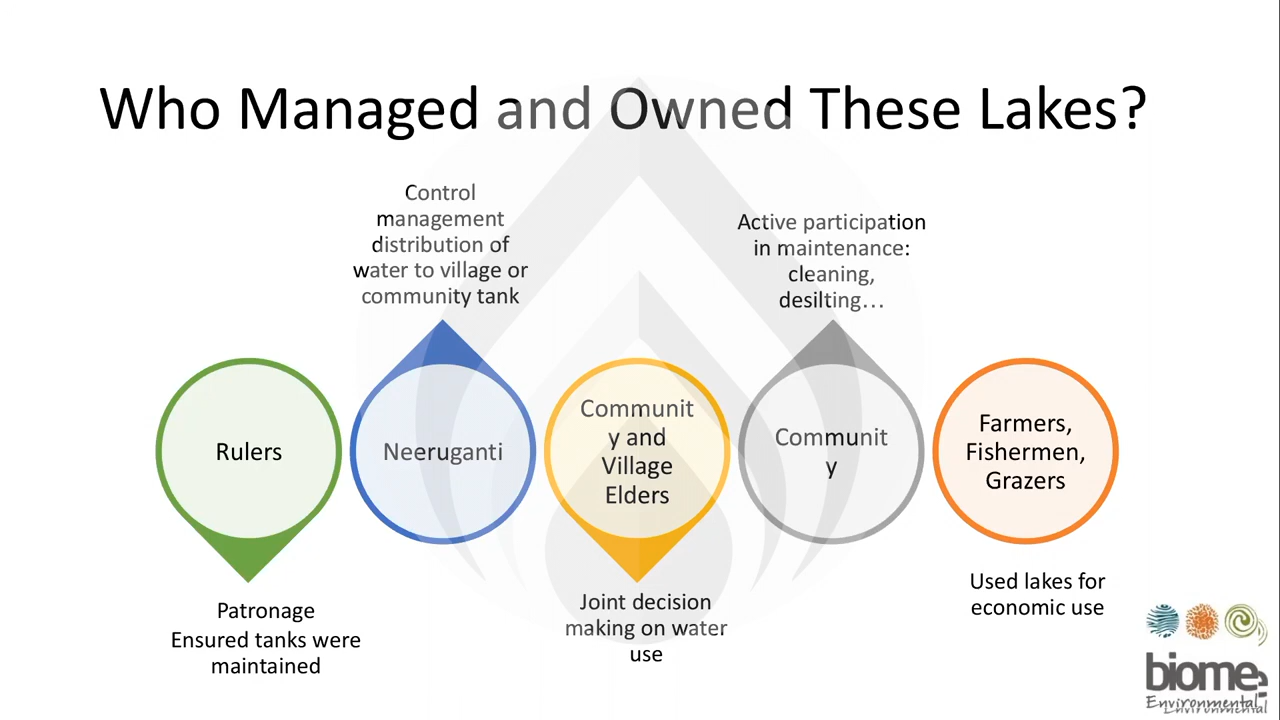 Who Managed and Owned These Lakes?
Control
management
distribution of
water to village or
community tank
Active participation
in maintenance:
cleaning,
desilting…
Rulers
Neeruganti
Communit
y and
Village
Elders
Communit
y
Farmers,
Fishermen,
Grazers
Patronage
Ensured tanks were
maintained
Joint decision
making on water
use
Used lakes for
economic use
biome
Environmental